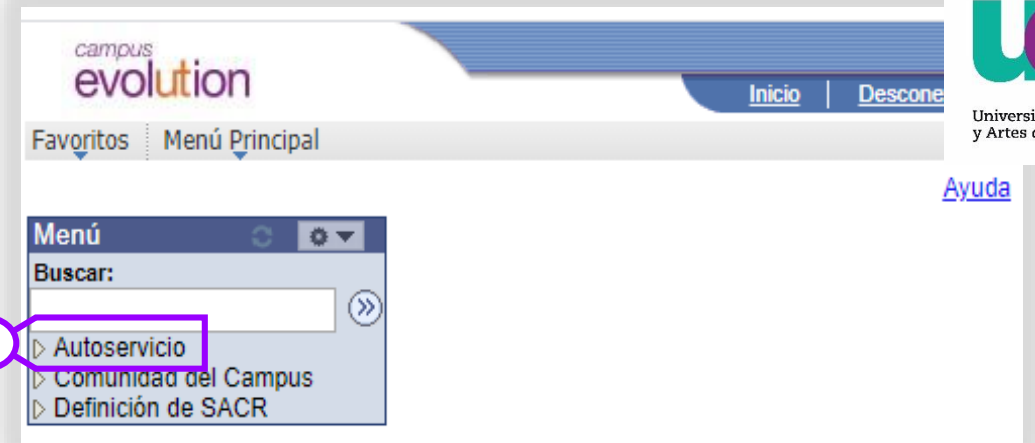 campus
evolution
Inicio | Descone
Universi
y Artes
Favoritos Menú Principal
Ayuda
Menú
Buscar:
Autoservicio
Comunidad del Campus
Definición de SACR